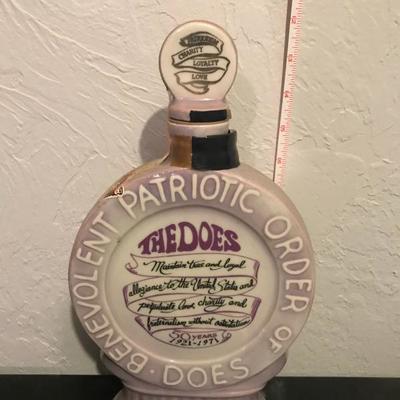 CHARITY
LOYALTY
LOVE
BENEVOLENT PATRIOTIC ORDER OF DOES
THE DOES
Maintain true and loyal
allegiance to the United States and
perpetuate love, charity and
fraternalism without ostentation
50 YEARS
1921-1971